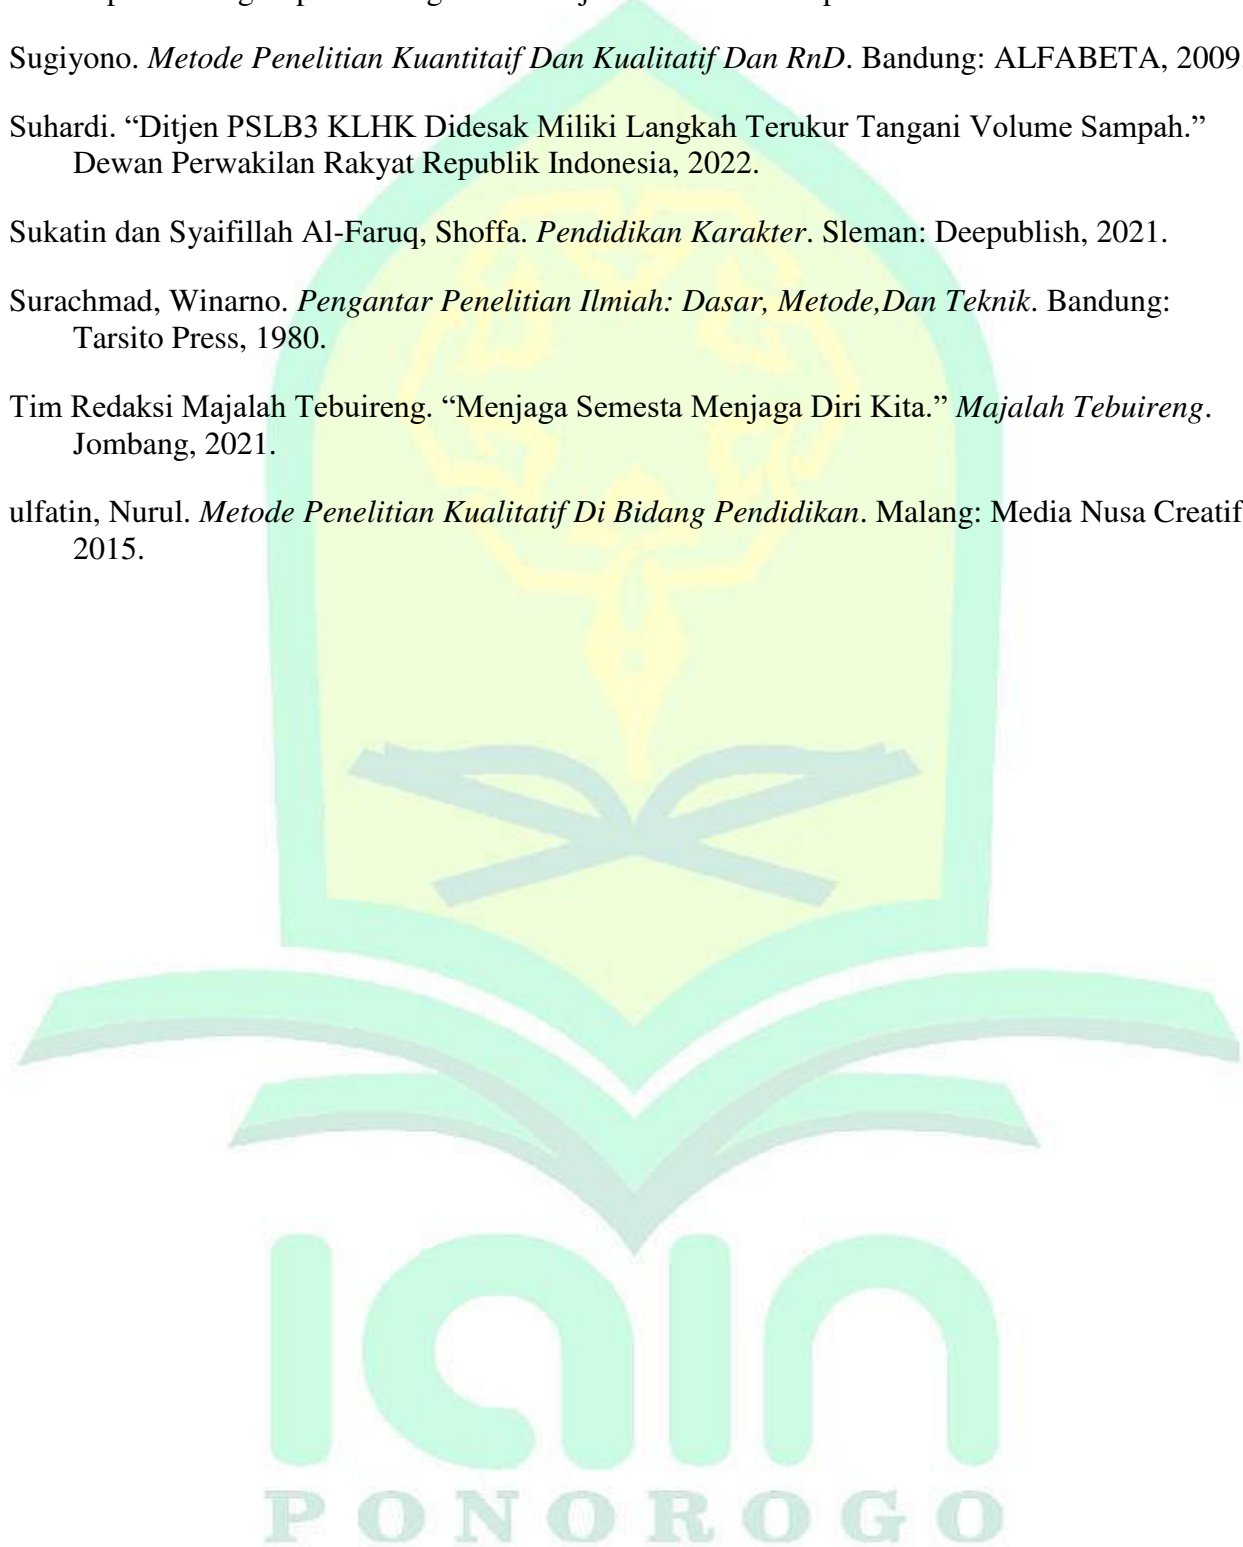 Sugiyono. Metode Penelitian Kuantitaif Dan Kualitatif Dan RnD. Bandung: ALFABETA, 2009
Suhardi. “Ditjen PSLB3 KLHK Didesak Miliki Langkah Terukur Tangani Volume Sampah.”
Dewan Perwakilan Rakyat Republik Indonesia, 2022.
Sukatin dan Syaifillah Al-Faruq, Shoffa. Pendidikan Karakter. Sleman: Deepublish, 2021.
Surachmad, Winarno. Pengantar Penelitian Ilmiah: Dasar, Metode,Dan Teknik. Bandung:
Tarsito Press, 1980.
Tim Redaksi Majalah Tebuireng. “Menjaga Semesta Menjaga Diri Kita.” Majalah Tebuireng.
Jombang, 2021.
ulfatin, Nurul. Metode Penelitian Kualitatif Di Bidang Pendidikan. Malang: Media Nusa Creatif
2015.
iain
PONOROGO